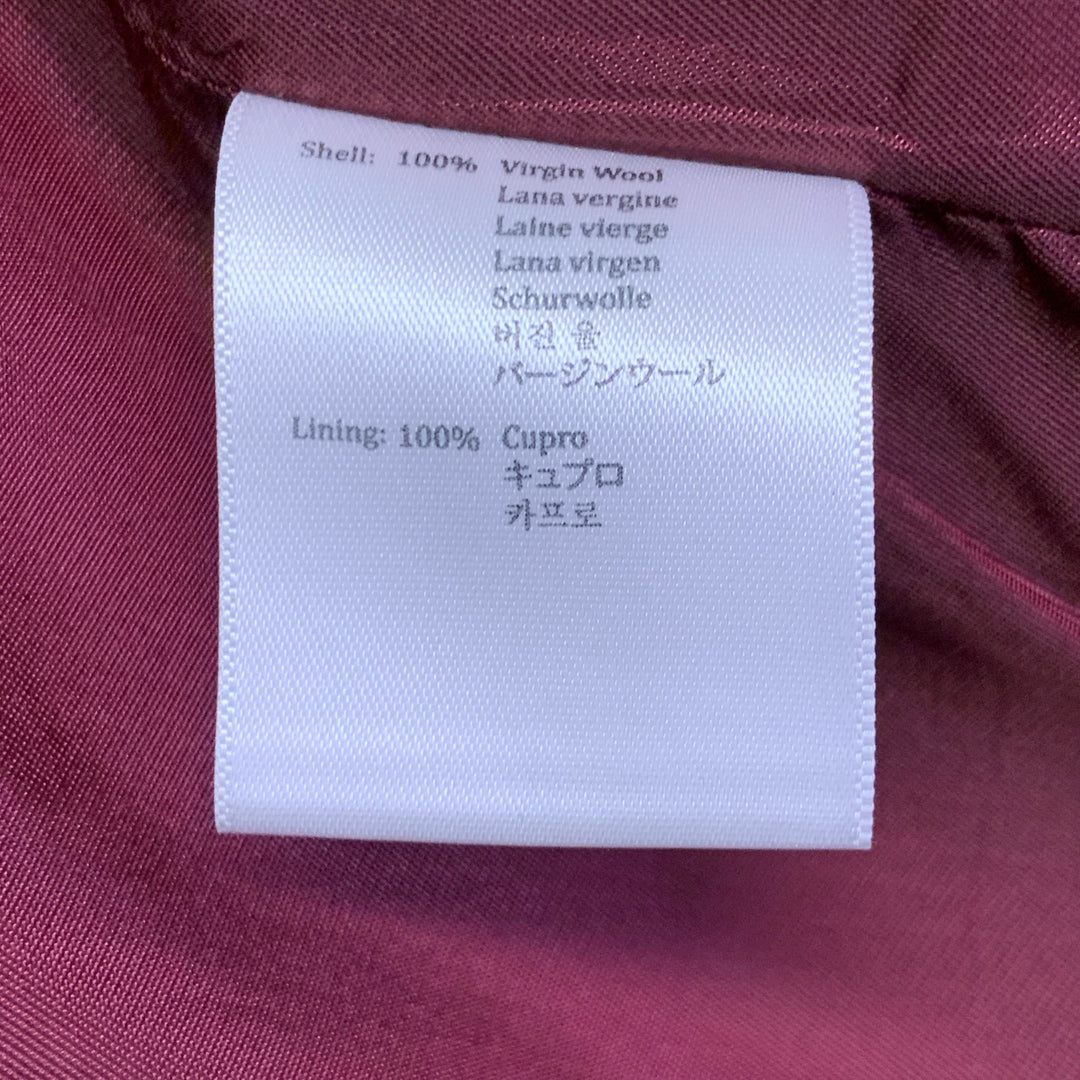 Shell: 100% Virgin Wool
Lana vergine
Laine vierge
Lana virgen
Schurwolle
버진 울
バージンウール
Lining: 100% Cupro
キュプロ
카프로